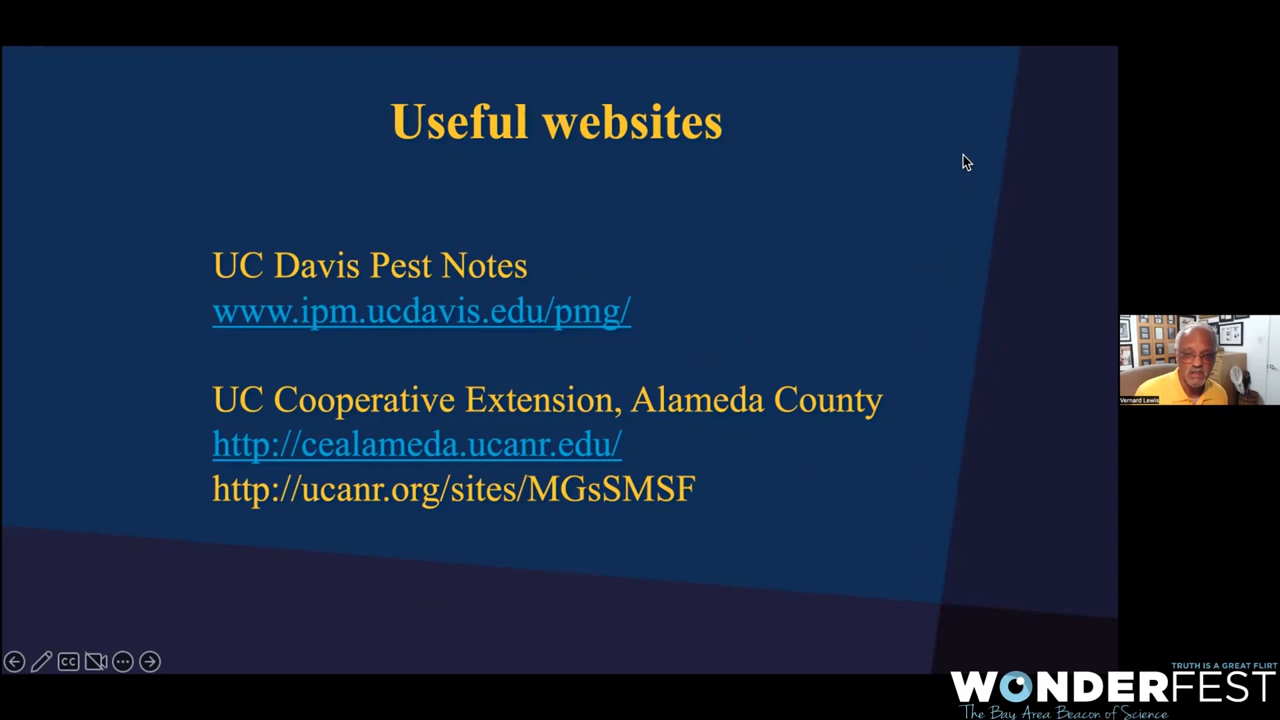 Useful websites
UC Davis Pest Notes
www.ipm.ucdavis.edu/pmg/
UC Cooperative Extension, Alameda County
http://cealameda.ucanr.edu/
http://ucanr.org/sites/MGsSMSF
Vernard Lewis
CC
TRUTH IS A GREAT FLIRT
WONDERFEST
The Bay Area Beacon of Science